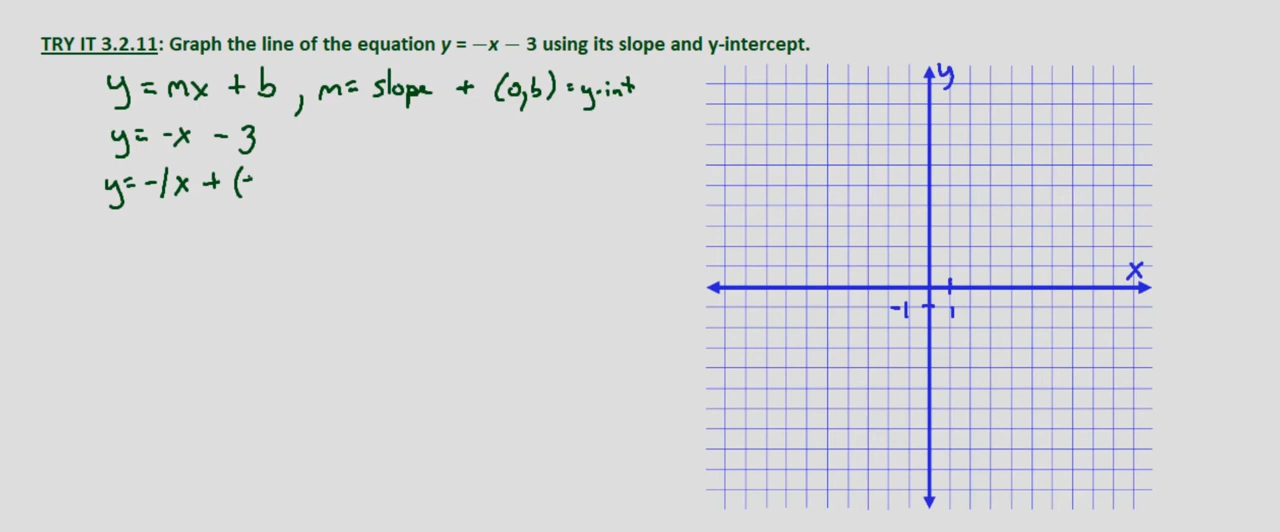 TRY IT 3.2.11: Graph the line of the equation y = −x − 3 using its slope and y-intercept.
y = mx + b , m = slope + (0,b) = y-int
y = -x - 3
y = -1x + (-
y
x
-1
1